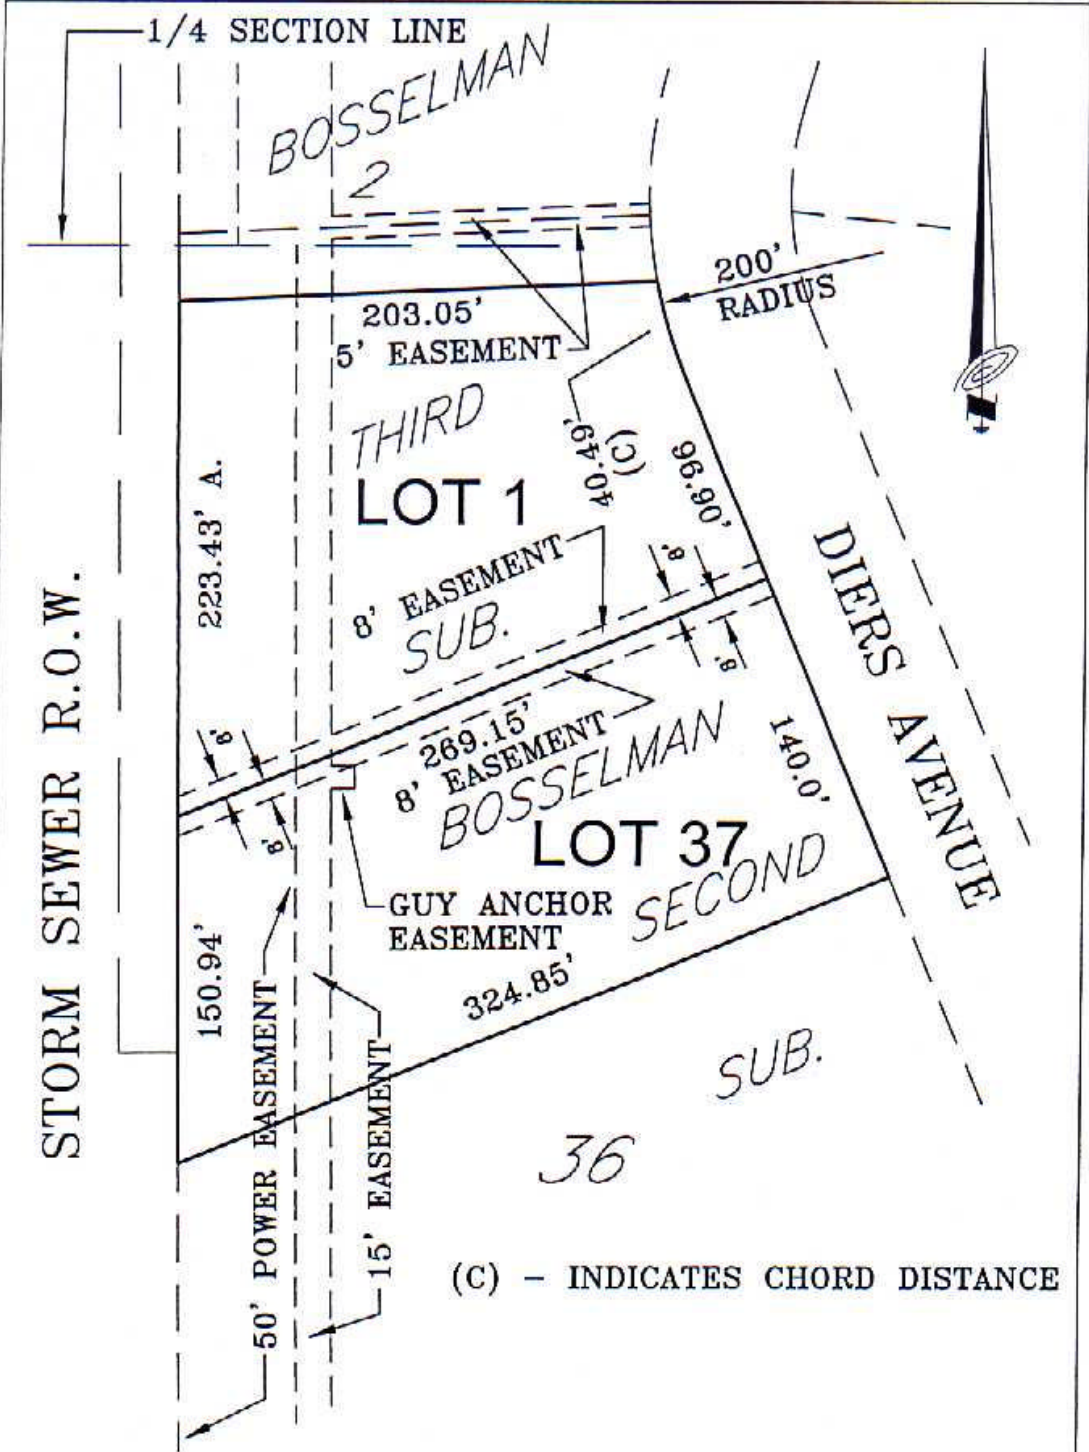 1/4 SECTION LINE
BOSSELMAN
2
200'
RADIUS
203.05'
5' EASEMENT
THIRD
LOT 1
40.49'
(C)
96.90'
223.43' A.
8' EASEMENT
SUB.
8'
8'
DIERS AVENUE
STORM SEWER R.O.W.
8'
8'
269.15'
8' EASEMENT
BOSSELMAN
140.0'
LOT 37
SECOND
GUY ANCHOR
EASEMENT
150.94'
324.85'
SUB.
50' POWER EASEMENT
15' EASEMENT
36
(C) - INDICATES CHORD DISTANCE